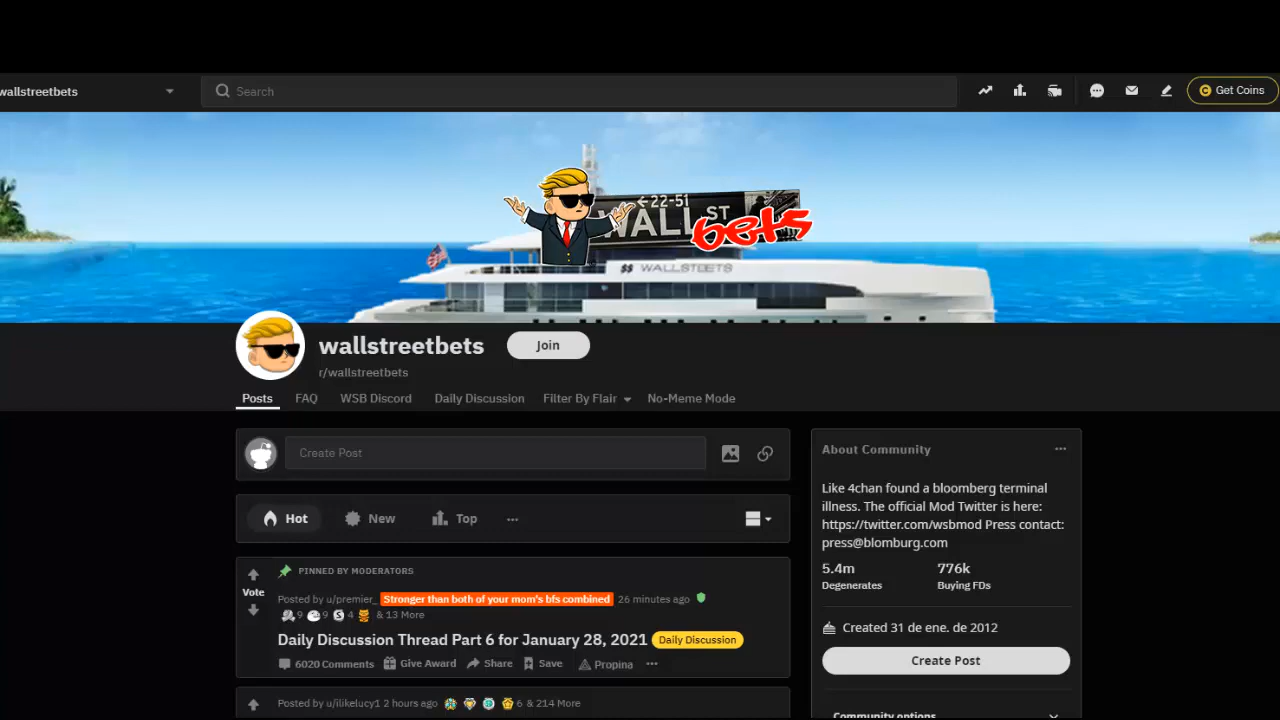 wallstreetbets
Search
Get Coins
22-51
WALL ST
bets
$$ WALLSTEETS
wallstreetbets
Join
r/wallstreetbets
Posts FAQ WSB Discord Daily Discussion Filter By Flair No-Meme Mode
Create Post
Hot New Top ...
PINNED BY MODERATORS
Vote
Posted by u/premier_ Stronger than both of your mom's bfs combined 26 minutes ago
9 9 S 4 & 13 More
Daily Discussion Thread Part 6 for January 28, 2021 Daily Discussion
6020 Comments Give Award Share Save Propina ...
Posted by u/ilikelucy1 2 hours ago 6 & 214 More
About Community ...
Like 4chan found a bloomberg terminal
illness. The official Mod Twitter is here:
https://twitter.com/wsbmod Press contact:
press@blomburg.com
5.4m 776k
Degenerates Buying FDs
Created 31 de ene. de 2012
Create Post
Community options